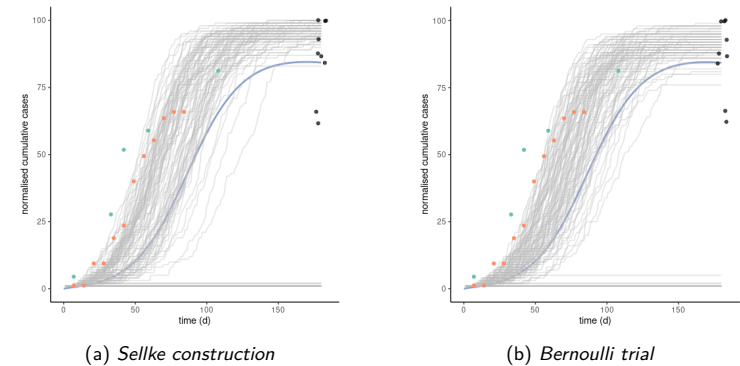 100
75
50
25
0
normalised cumulative cases
0 50 100 150
time (d)
(a) Sellke construction
100
75
50
25
0
normalised cumulative cases
0 50 100 150
time (d)
(b) Bernoulli trial